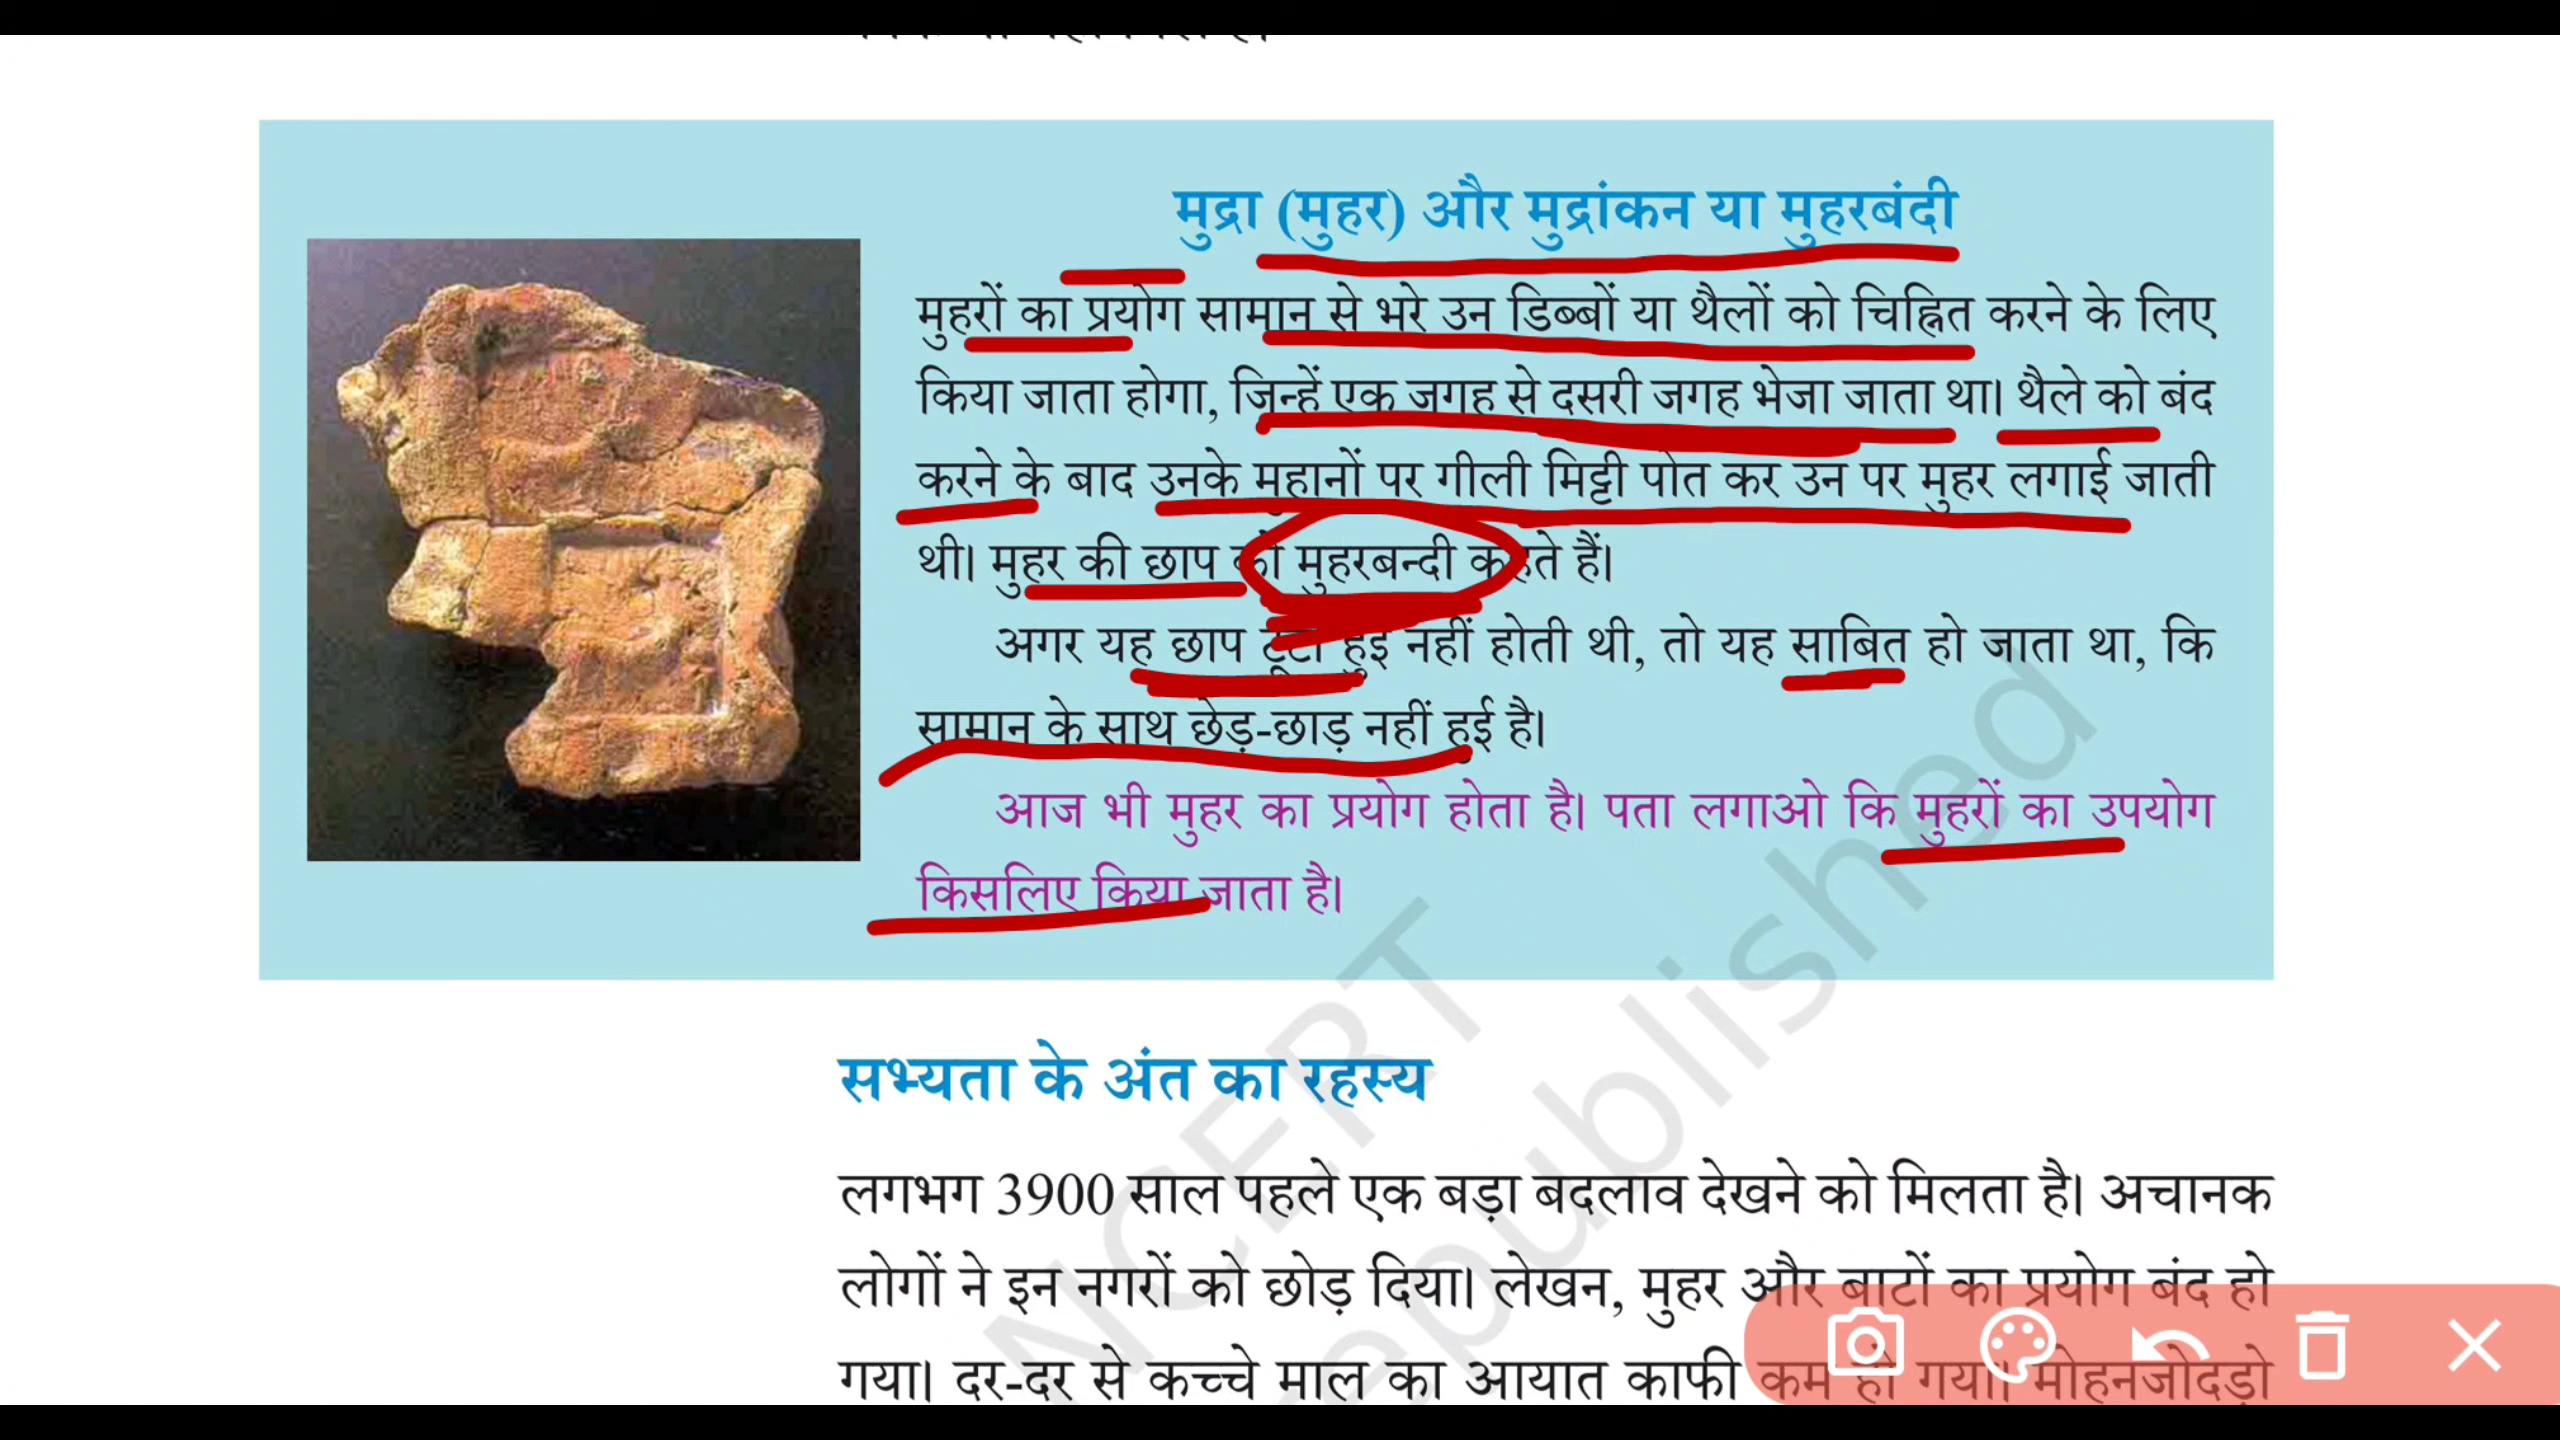 मुद्रा (मुहर) और मुद्रांकन या मुहरबंदी
मुहरों का प्रयोग सामान से भरे उन डिब्बों या थैलों को चिह्नित करने के लिए
किया जाता होगा, जिन्हें एक जगह से दूसरी जगह भेजा जाता था। थैले को बंद
करने के बाद उनके मुहानों पर गीली मिट्टी पोत कर उन पर मुहर लगाई जाती
थी। मुहर की छाप को मुहरबन्दी कहते हैं।
अगर यह छाप टूटी हुई नहीं होती थी, तो यह साबित हो जाता था, कि
सामान के साथ छेड़-छाड़ नहीं हुई है।
आज भी मुहर का प्रयोग होता है। पता लगाओ कि मुहरों का उपयोग
किसलिए किया जाता है।
सभ्यता के अंत का रहस्य
लगभग 3900 साल पहले एक बड़ा बदलाव देखने को मिलता है। अचानक
लोगों ने इन नगरों को छोड़ दिया। लेखन, मुहर और बाटों का प्रयोग बंद हो
गया। दूर-दूर से कच्चे माल का आयात काफी कम हो गया। मोहनजोदड़ो
NCERT
republished